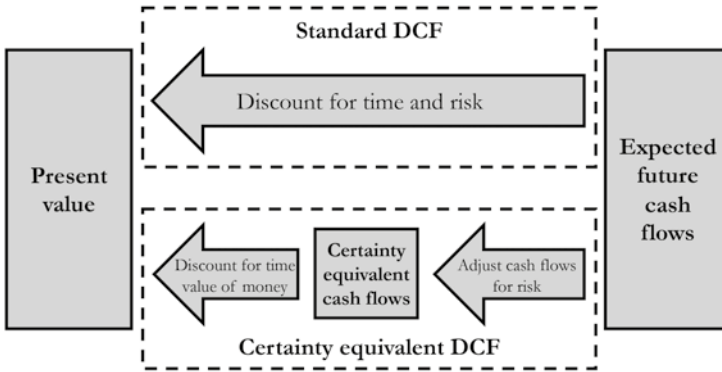 Standard DCF
Discount for time and risk
Present
value
Expected
future
cash
flows
Discount for time
value of money
Certainty
equivalent
cash flows
Adjust cash flows
for risk
Certainty equivalent DCF